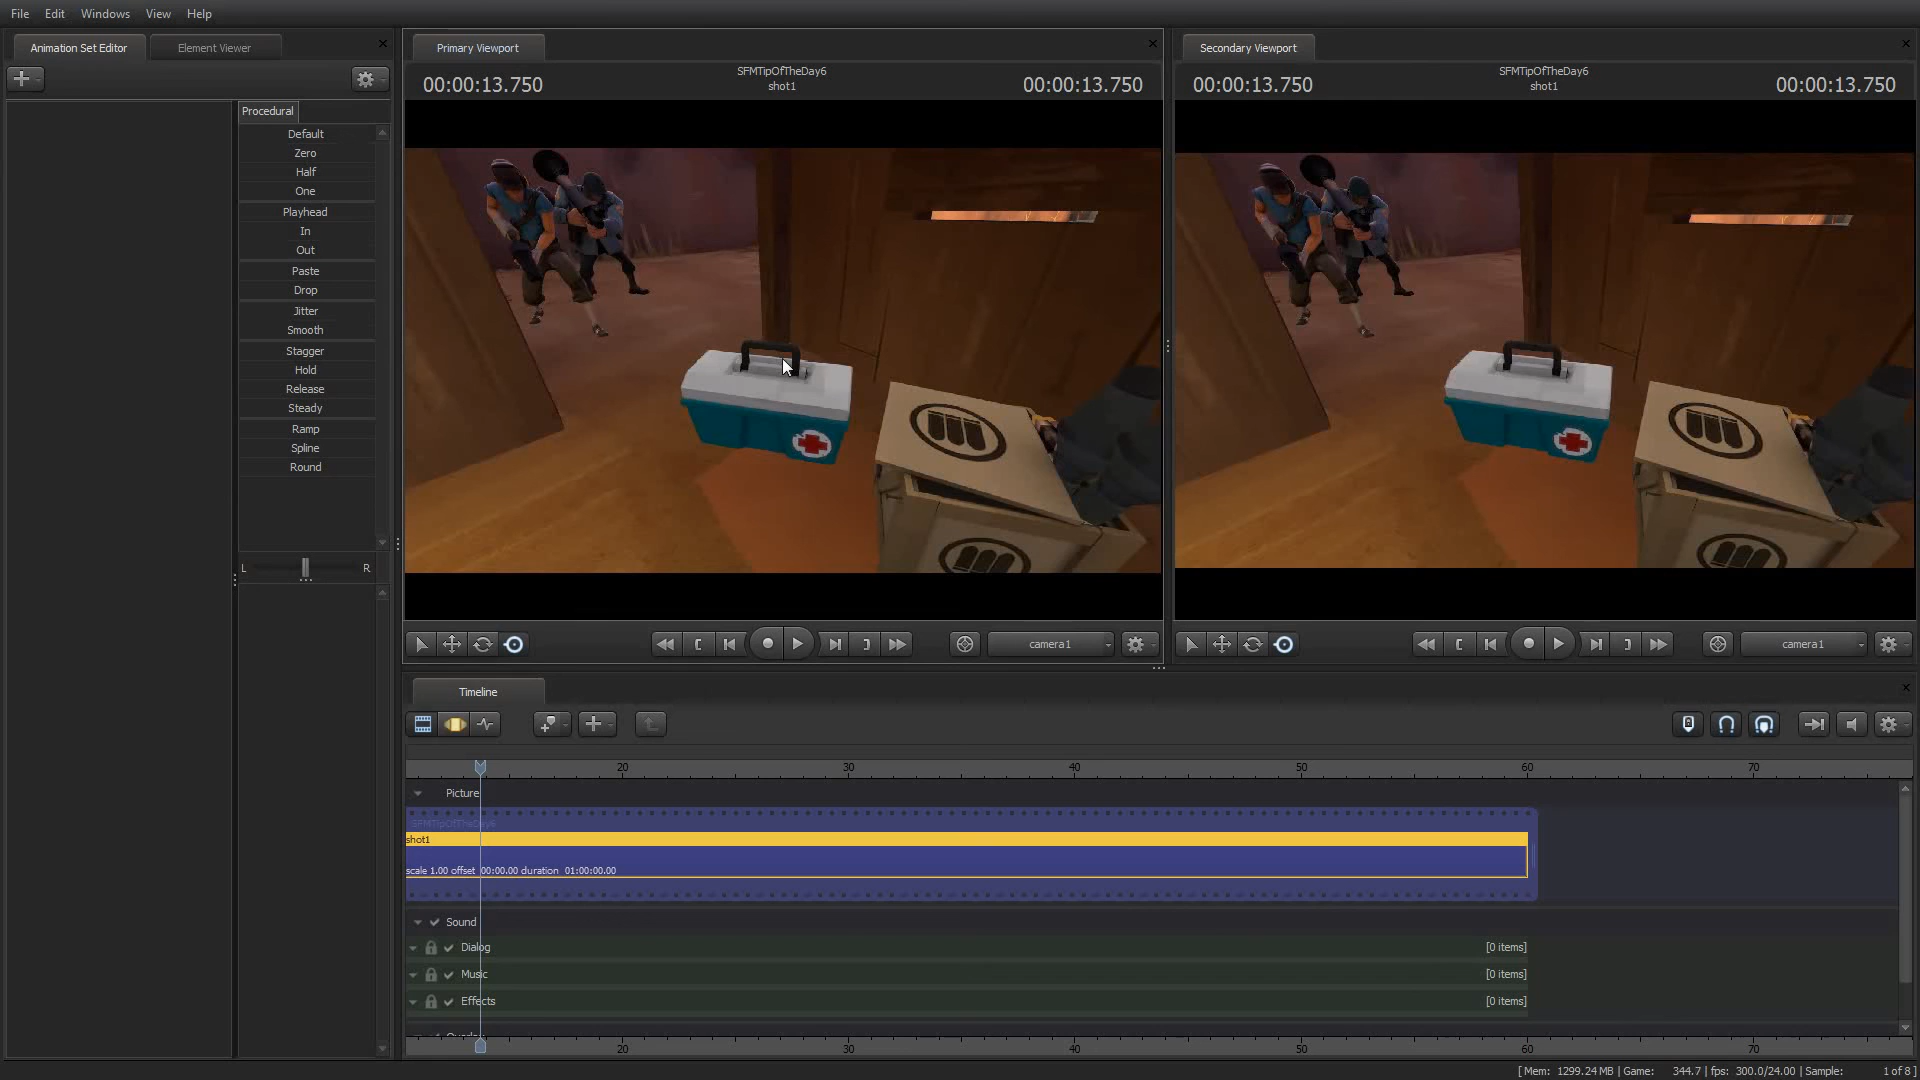 File Edit Windows View Help
Animation Set Editor Element Viewer
Primary Viewport
Secondary Viewport
00:00:13.750 SFMTipOfTheDay6 00:00:13.750
shot1
00:00:13.750 SFMTipOfTheDay6 00:00:13.750
shot1
Procedural
Default
Zero
Half
One
Playhead
In
Out
Paste
Drop
Jitter
Smooth
Stagger
Hold
Release
Steady
Ramp
Spline
Round
L R
camera1
camera1
Timeline
20 30 40 50 60 70
Picture
SFMTipOfTheDay6
shot1
scale 1.00 offset 00:00.00 duration 01:00:00.00
Sound
Dialog [0 items]
Music [0 items]
Effects [0 items]
20 30 40 50 60 70
[ Mem: 1299.24 MB | Game: 344.7 | fps: 300.0/24.00 | Sample: 1 of 8 ]